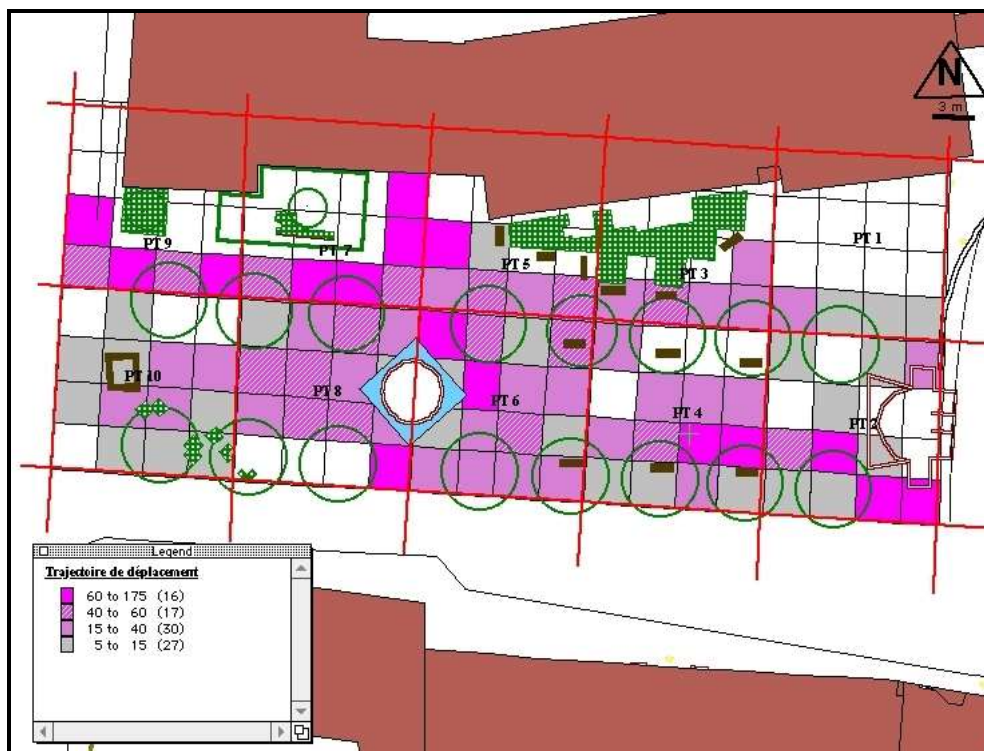 N
3 m
PT 1
PT 9
PT 7
PT 5
PT 3
PT 10
PT 8
PT 6
PT 4
PT 2
Legend
Trajectoire de déplacement
60 to 175 (16)
40 to 60 (17)
15 to 40 (30)
5 to 15 (27)